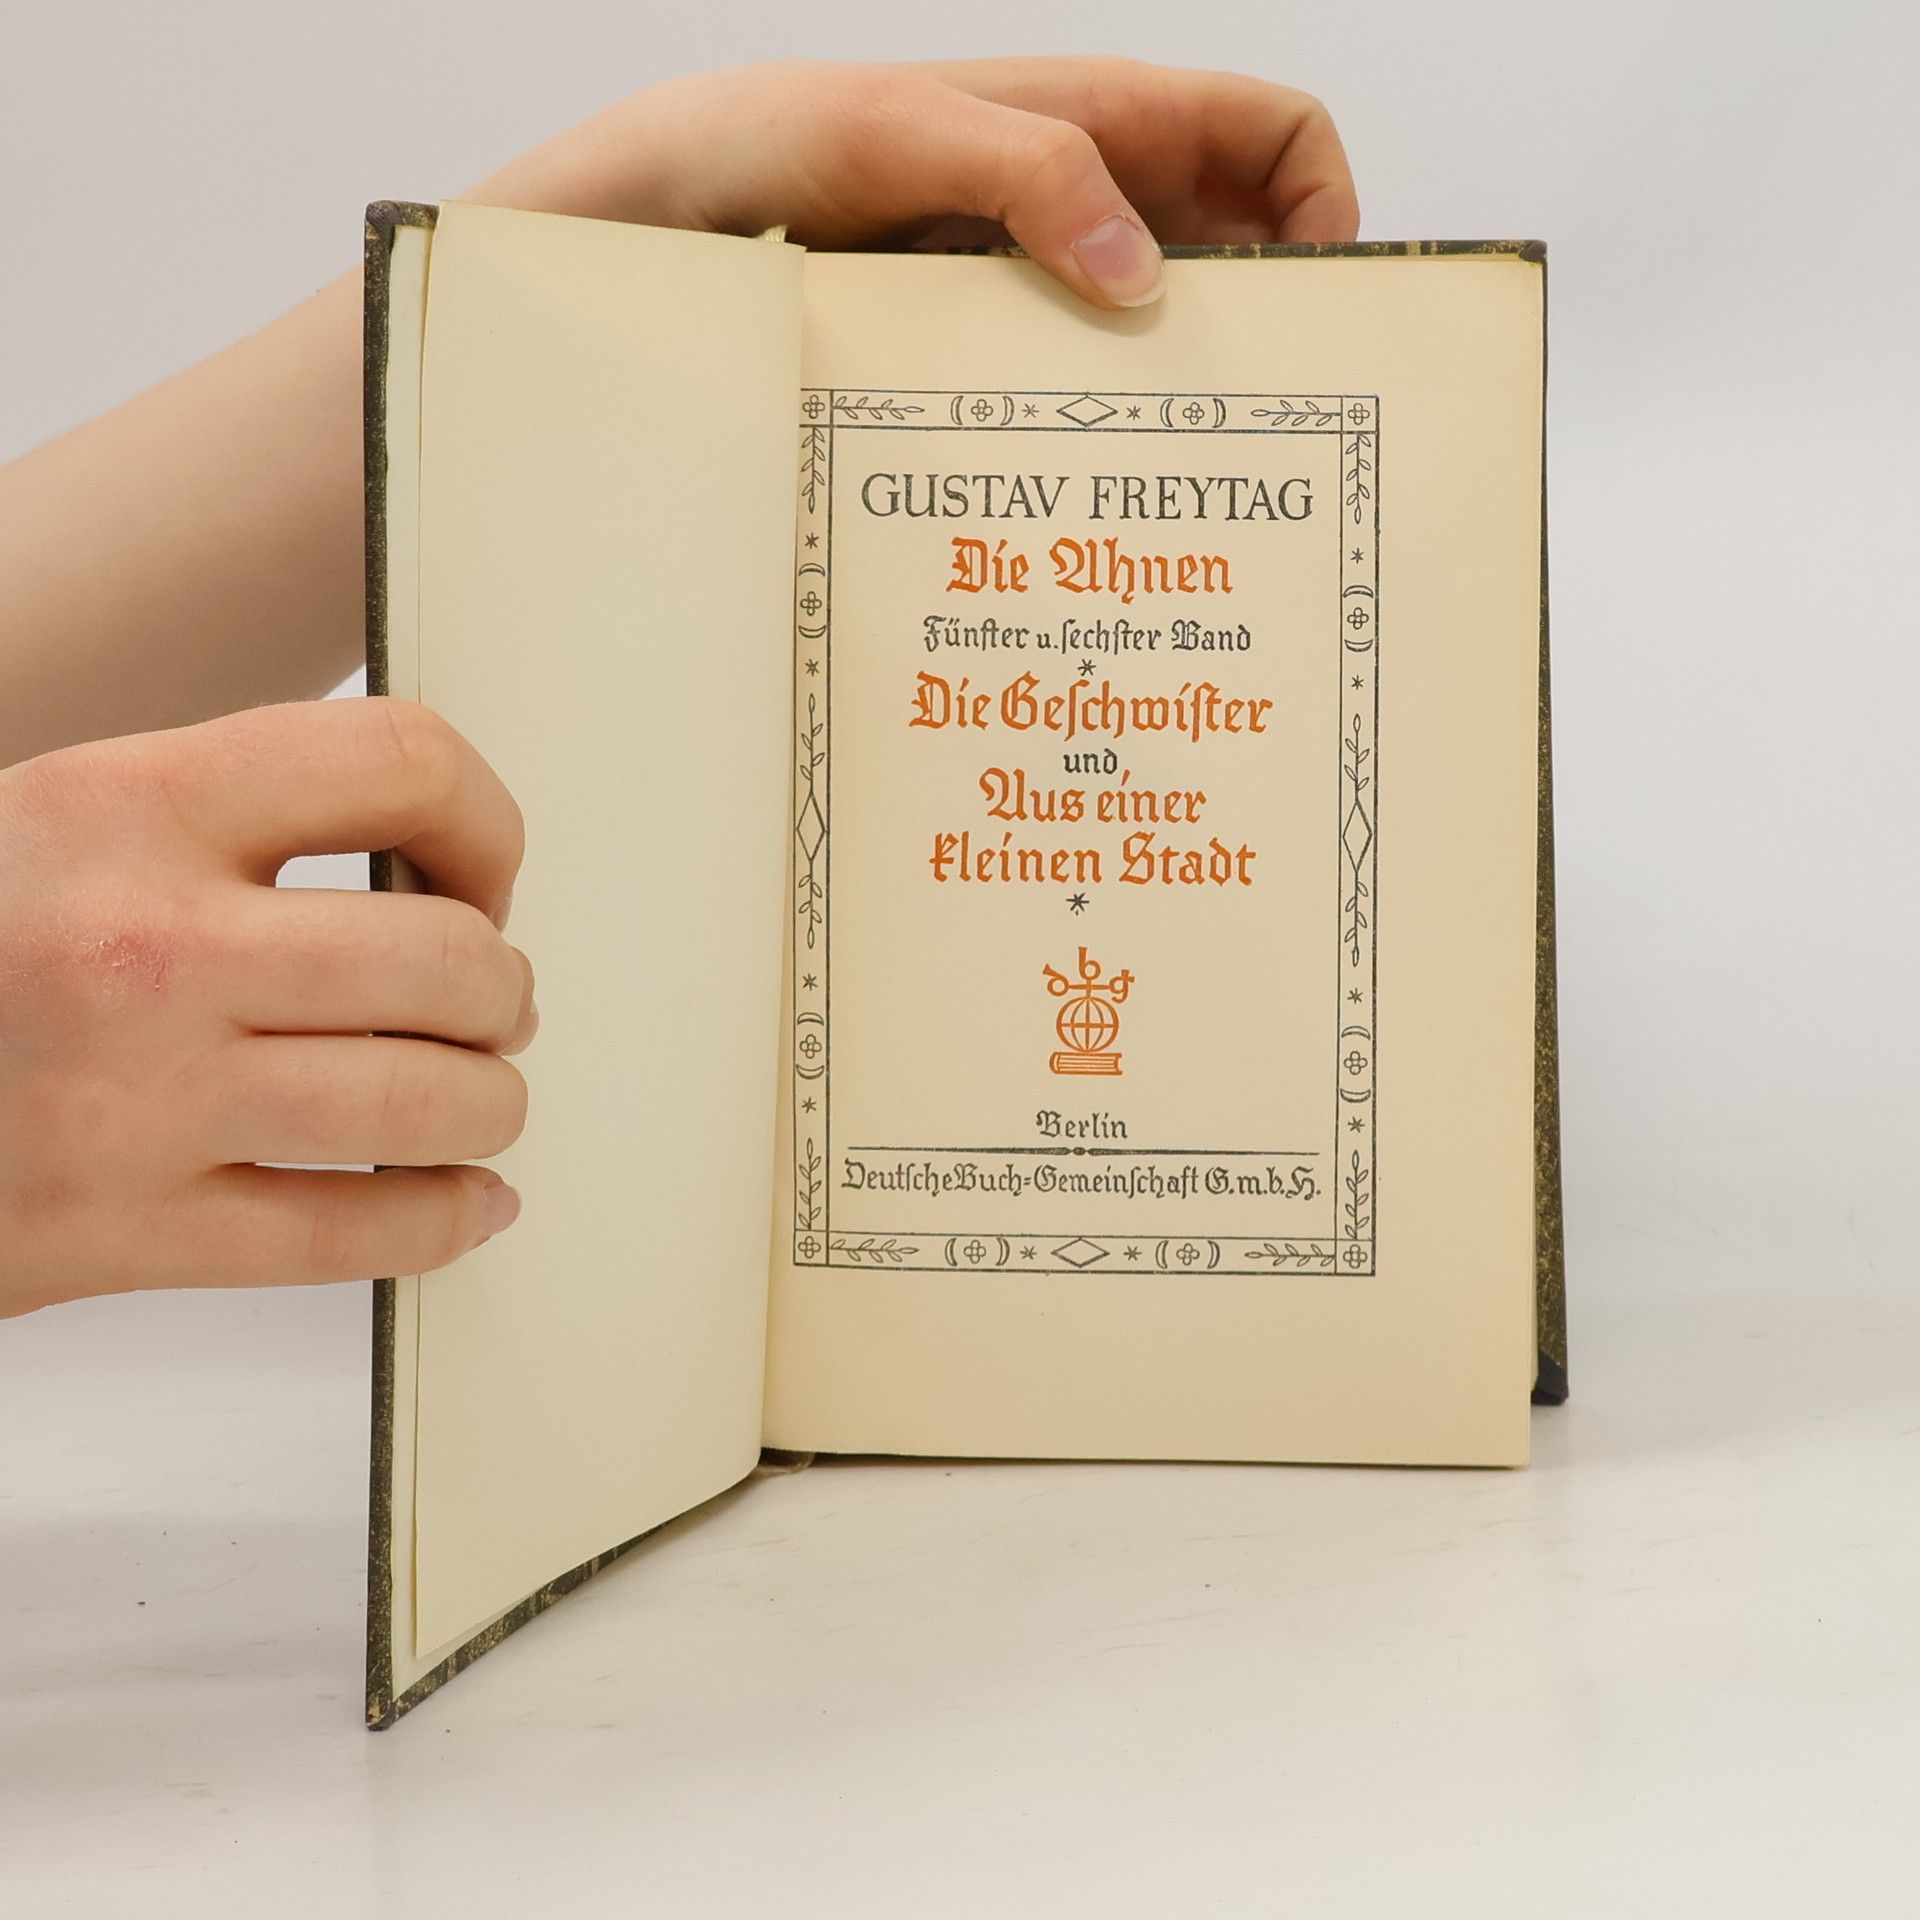 GUSTAV FREYTAG
Die Ahnen
Fünfter u. sechster Band
*
Die Geschwister
und
Aus einer
kleinen Stadt
*
dbg
Berlin
Deutsche Buch-Gemeinschaft G.m.b.H.